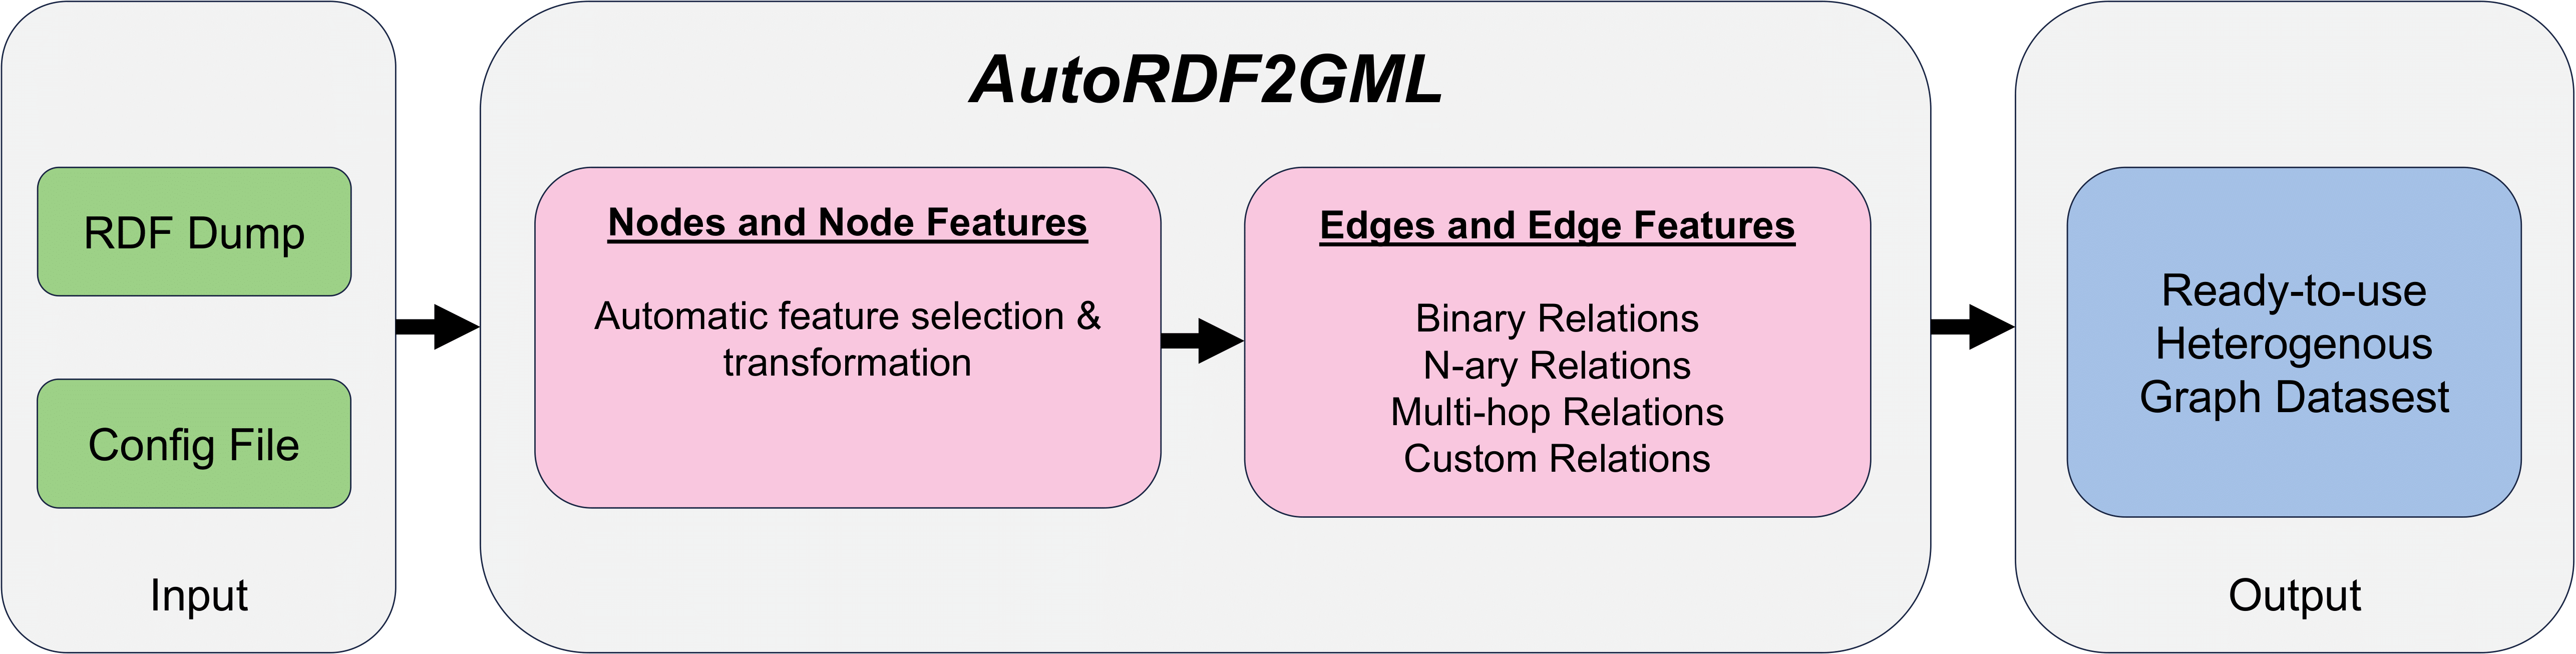 AutoRDF2GML
RDF Dump
Config File
Input
Nodes and Node Features
Automatic feature selection &
transformation
Edges and Edge Features
Binary Relations
N-ary Relations
Multi-hop Relations
Custom Relations
Ready-to-use
Heterogenous
Graph Datasest
Output